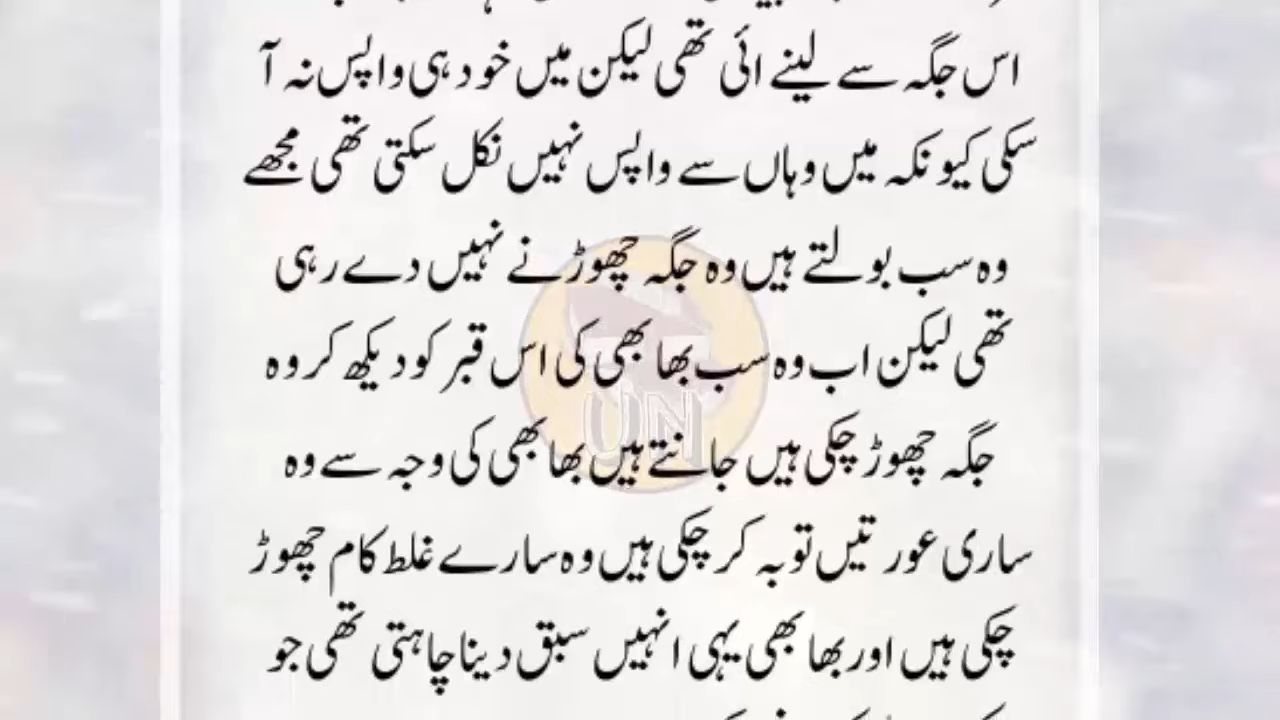 اس جگہ سے لینے ائی تھی لیکن میں خود ہی واپس نہ آ
سکی کیونکہ میں وہاں سے واپس نہیں نکل سکتی تھی مجھے
وہ سب بولتے ہیں وہ جگہ چھوڑنے نہیں دے رہی
تھی لیکن اب وہ سب بھابھی کی اس قبر کو دیکھ کر وہ
UN
جگہ چھوڑ چکی ہیں جانتے ہیں بھابھی کی وجہ سے وہ
ساری عورتیں توبہ کر چکی ہیں وہ سارے غلط کام چھوڑ
چکی ہیں اور بھابھی یہی انہیں سبق دینا چاہتی تھی جو